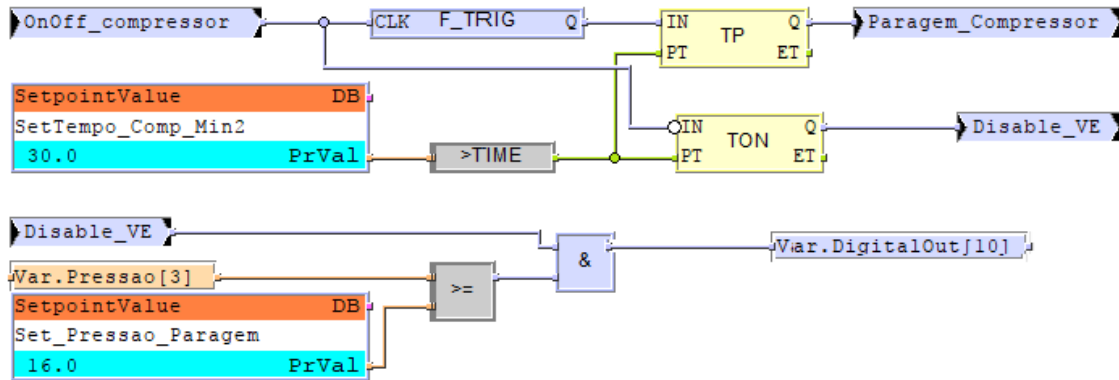 OnOff_compressor CLK F_TRIG Q IN Q Paragem_Compressor
TP
PT ET
SetpointValue DB
SetTempo_Comp_Min2 IN Q Disable_VE
TON
30.0 PrVal >TIME PT ET
Disable_VE
& Var.DigitalOut[10]
Var.Pressao[3]
>=
SetpointValue DB
Set_Pressao_Paragem
16.0 PrVal